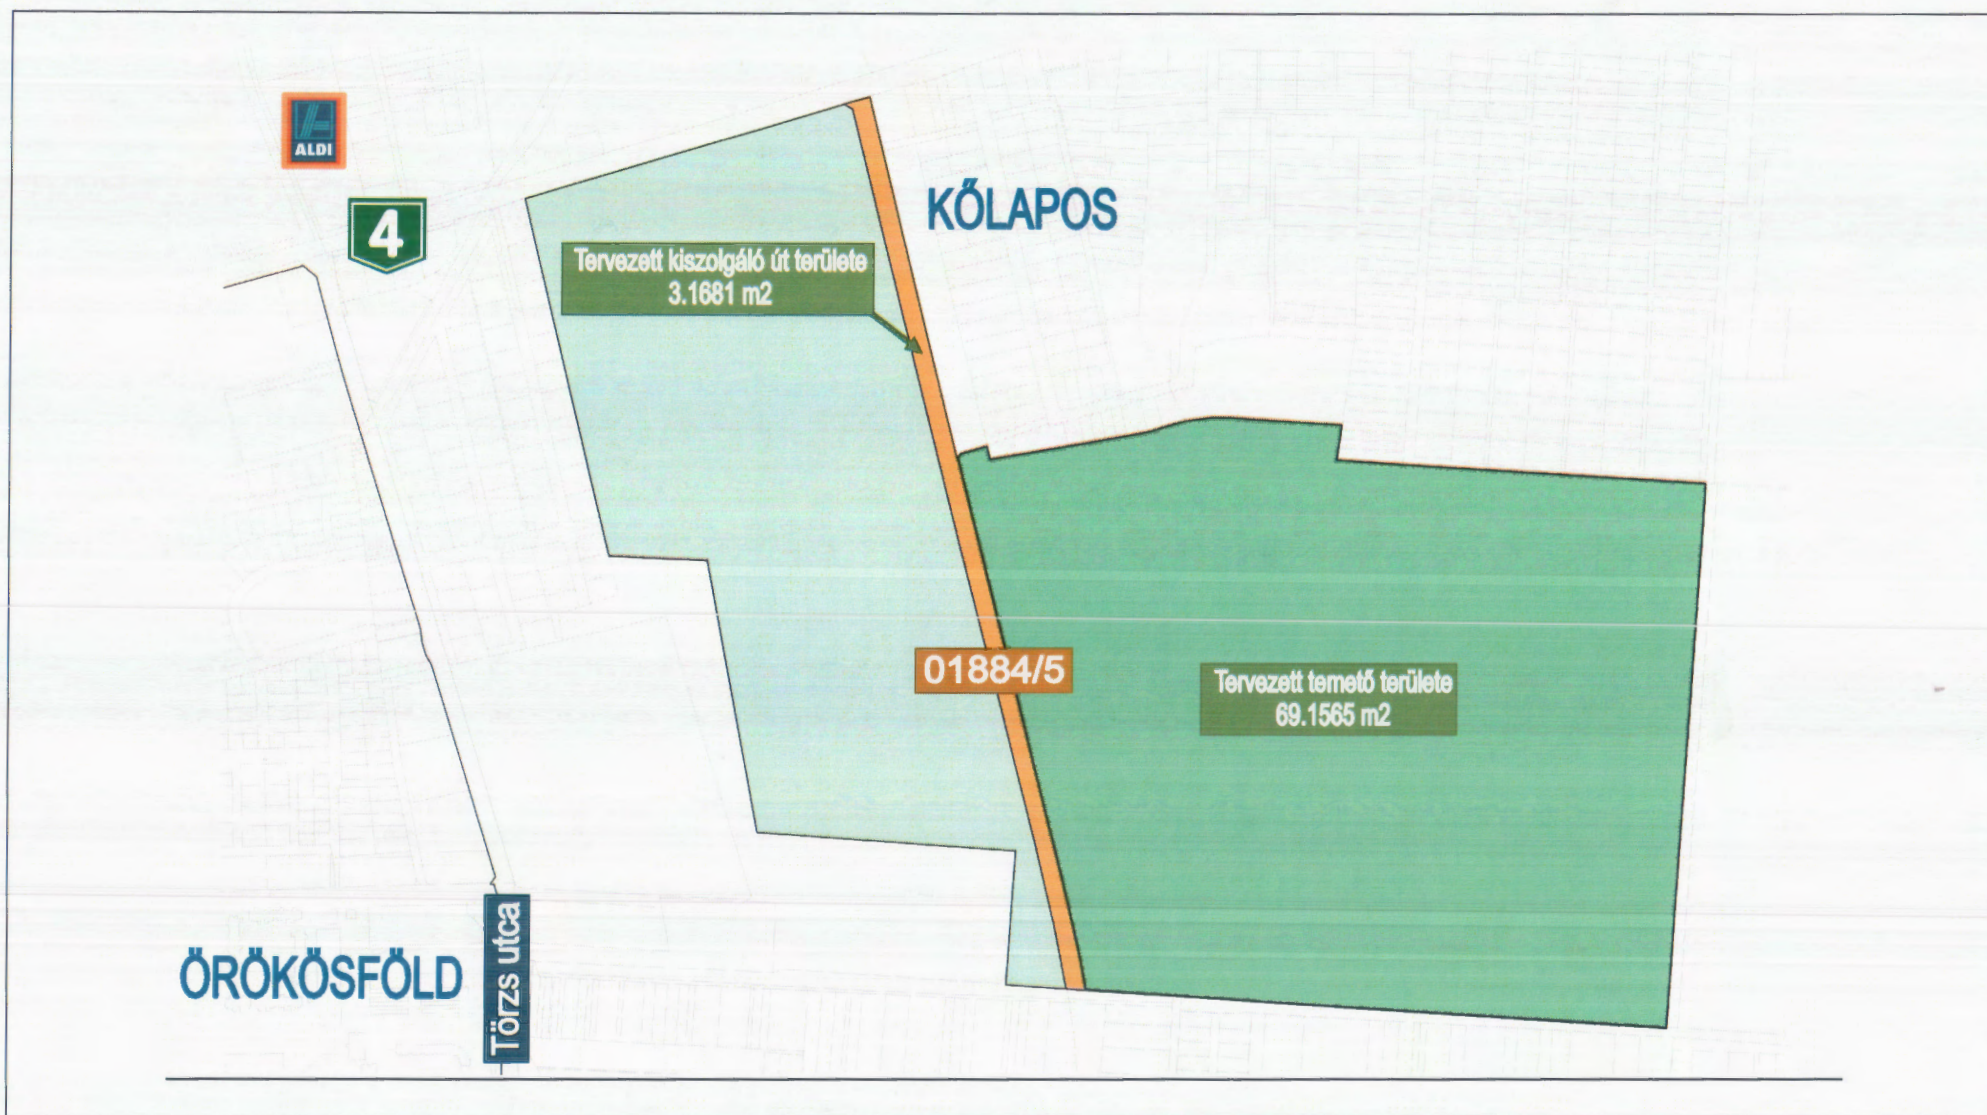 ALDI
4
KŐLAPOS
Tervezett kiszolgáló út területe
3.1681 m2
01884/5
Tervezett temető területe
69.1565 m2
ÖRÖKÖSFÖLD
Törzs utca